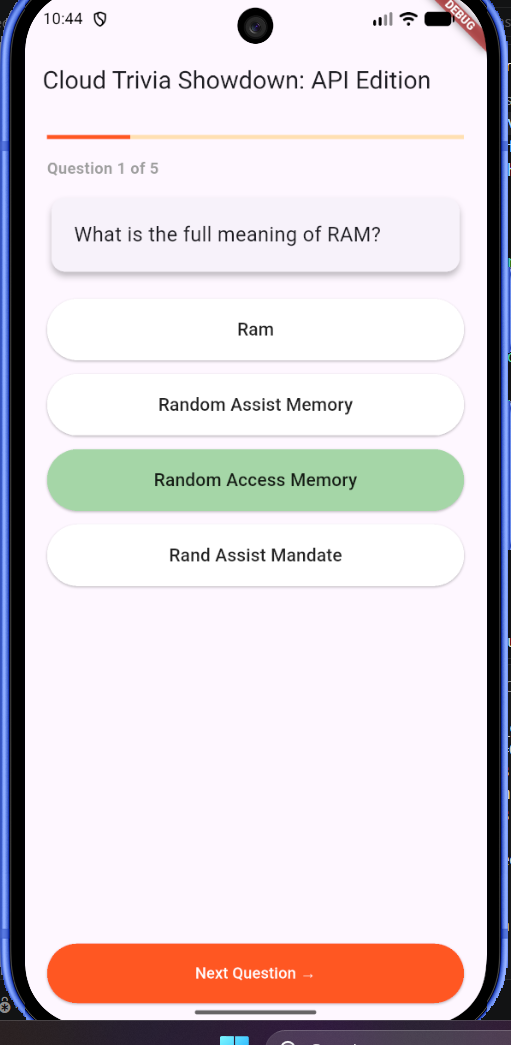 10:44
DEBUG
Cloud Trivia Showdown: API Edition
Question 1 of 5
What is the full meaning of RAM?
Ram
Random Assist Memory
Random Access Memory
Rand Assist Mandate
Next Question →